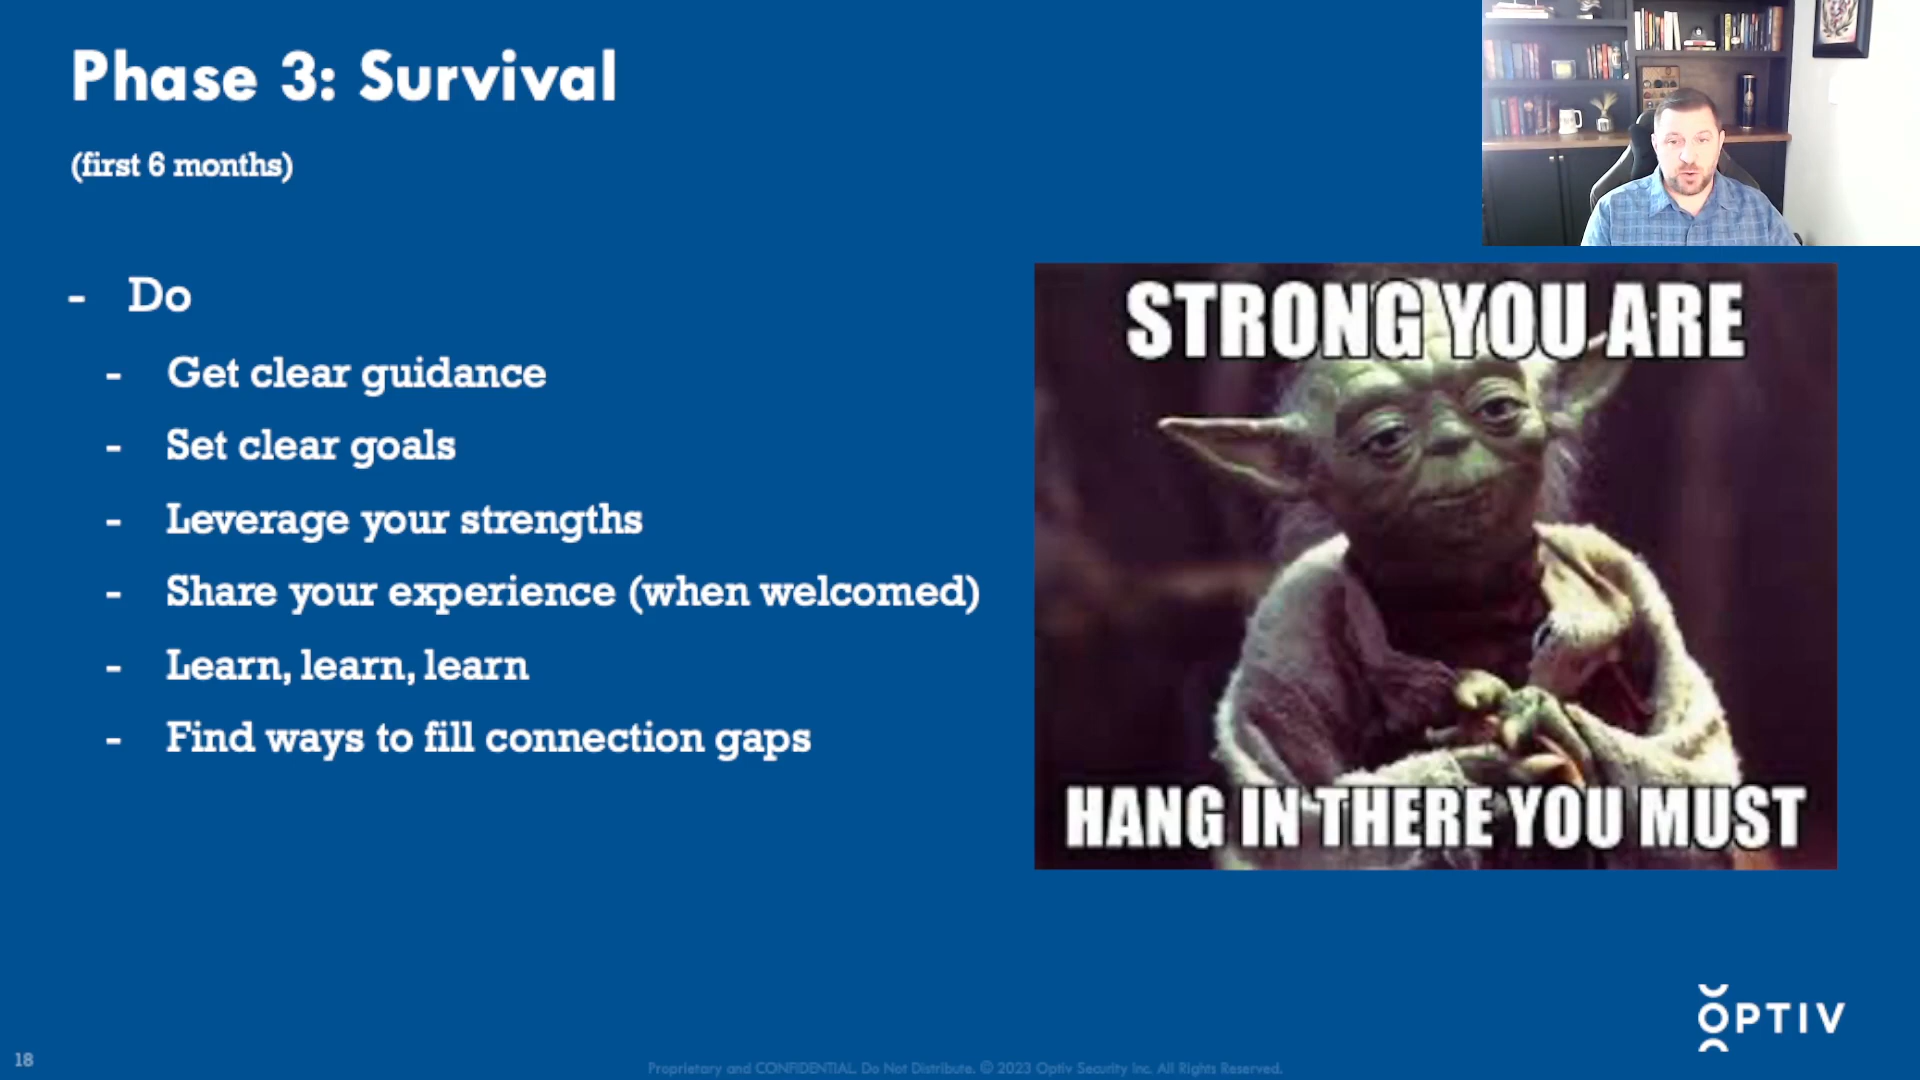 Phase 3: Survival
(first 6 months)
- Do
- Get clear guidance
- Set clear goals
- Leverage your strengths
- Share your experience (when welcomed)
- Learn, learn, learn
- Find ways to fill connection gaps
STRONG YOU ARE
HANG IN THERE YOU MUST
OPTIV
18
Proprietary and CONFIDENTIAL. Do Not Distribute. © 2023 Optiv Security Inc. All Rights Reserved.